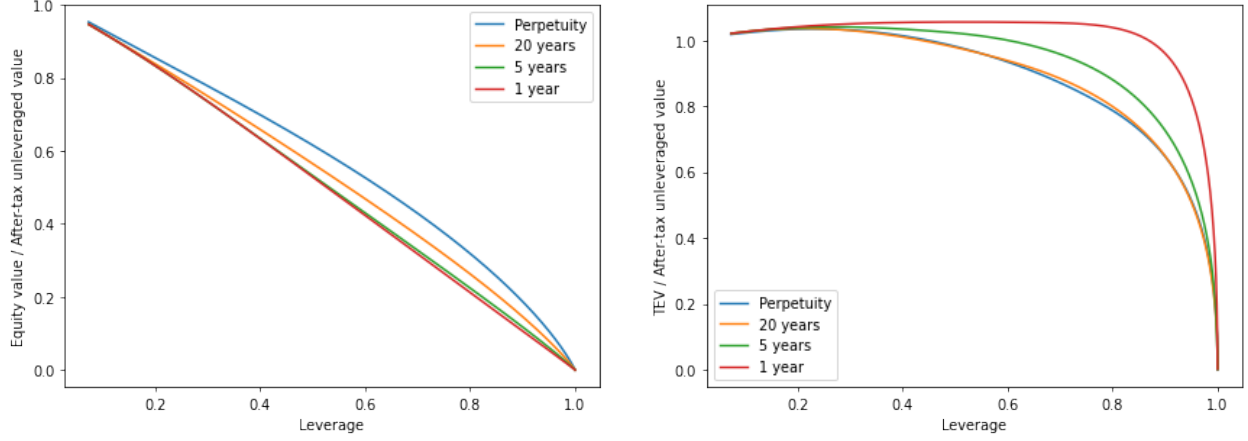 1.0
0.8
0.6
0.4
0.2
0.0
Equity value / After-tax unleveraged value
0.2
0.4
0.6
0.8
1.0
Leverage
Perpetuity
20 years
5 years
1 year
1.0
0.8
0.6
0.4
0.2
0.0
TEV / After-tax unleveraged value
0.2
0.4
0.6
0.8
1.0
Leverage
Perpetuity
20 years
5 years
1 year